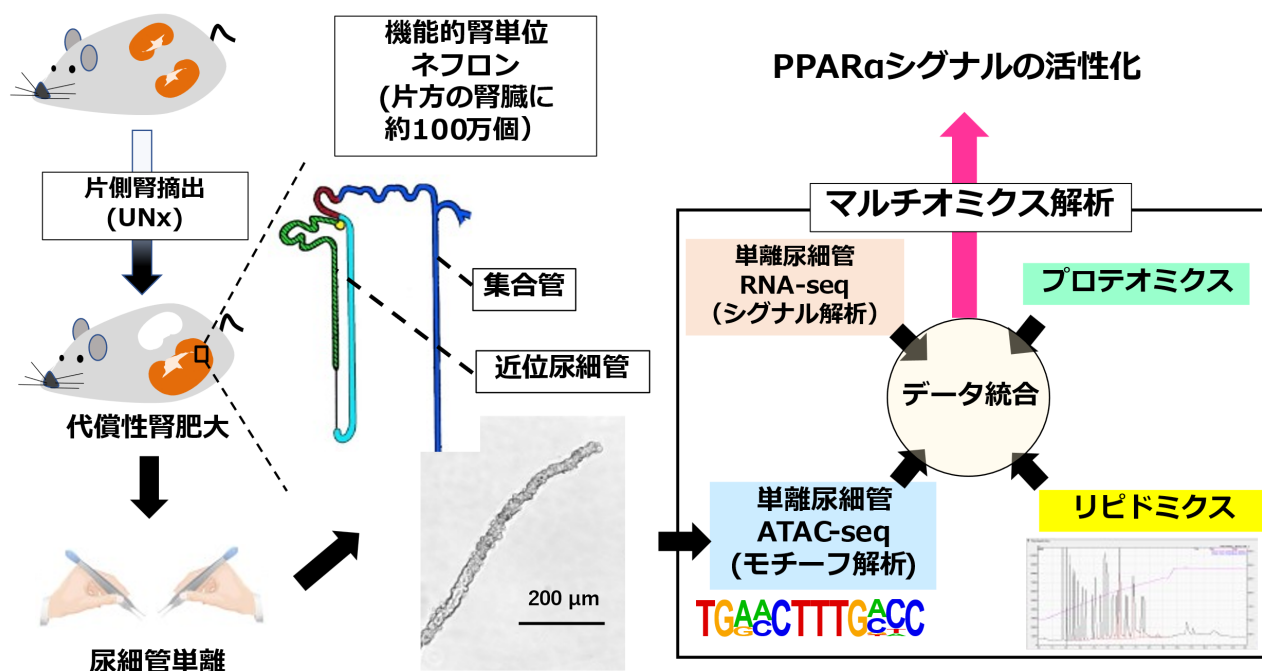 機能的腎単位
ネフロン
(片方の腎臓に
約100万個）
片側腎摘出
(UNx)
代償性腎肥大
尿細管単離
集合管
近位尿細管
200 μm
PPARαシグナルの活性化
マルチオミクス解析
単離尿細管
RNA-seq
（シグナル解析）
プロテオミクス
データ統合
単離尿細管
ATAC-seq
(モチーフ解析)
リピドミクス
TGAACTTTGACCC